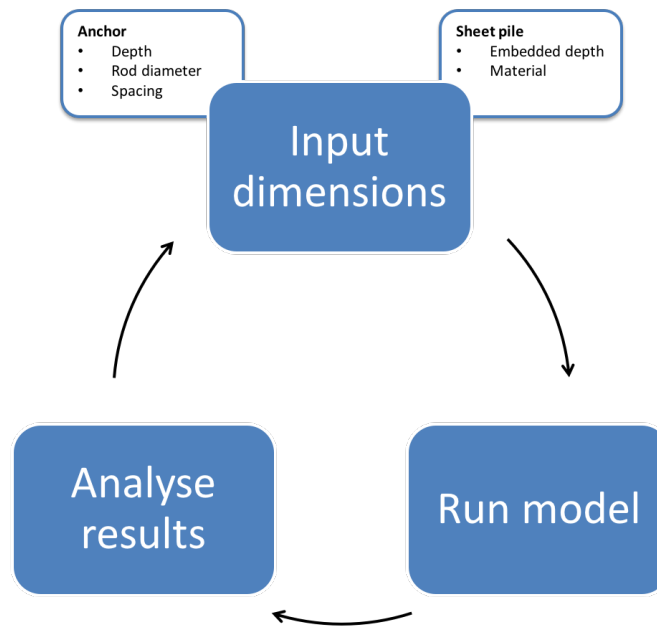 Anchor
• Depth
• Rod diameter
• Spacing
Sheet pile
• Embedded depth
• Material
Input
dimensions
Run model
Analyse
results